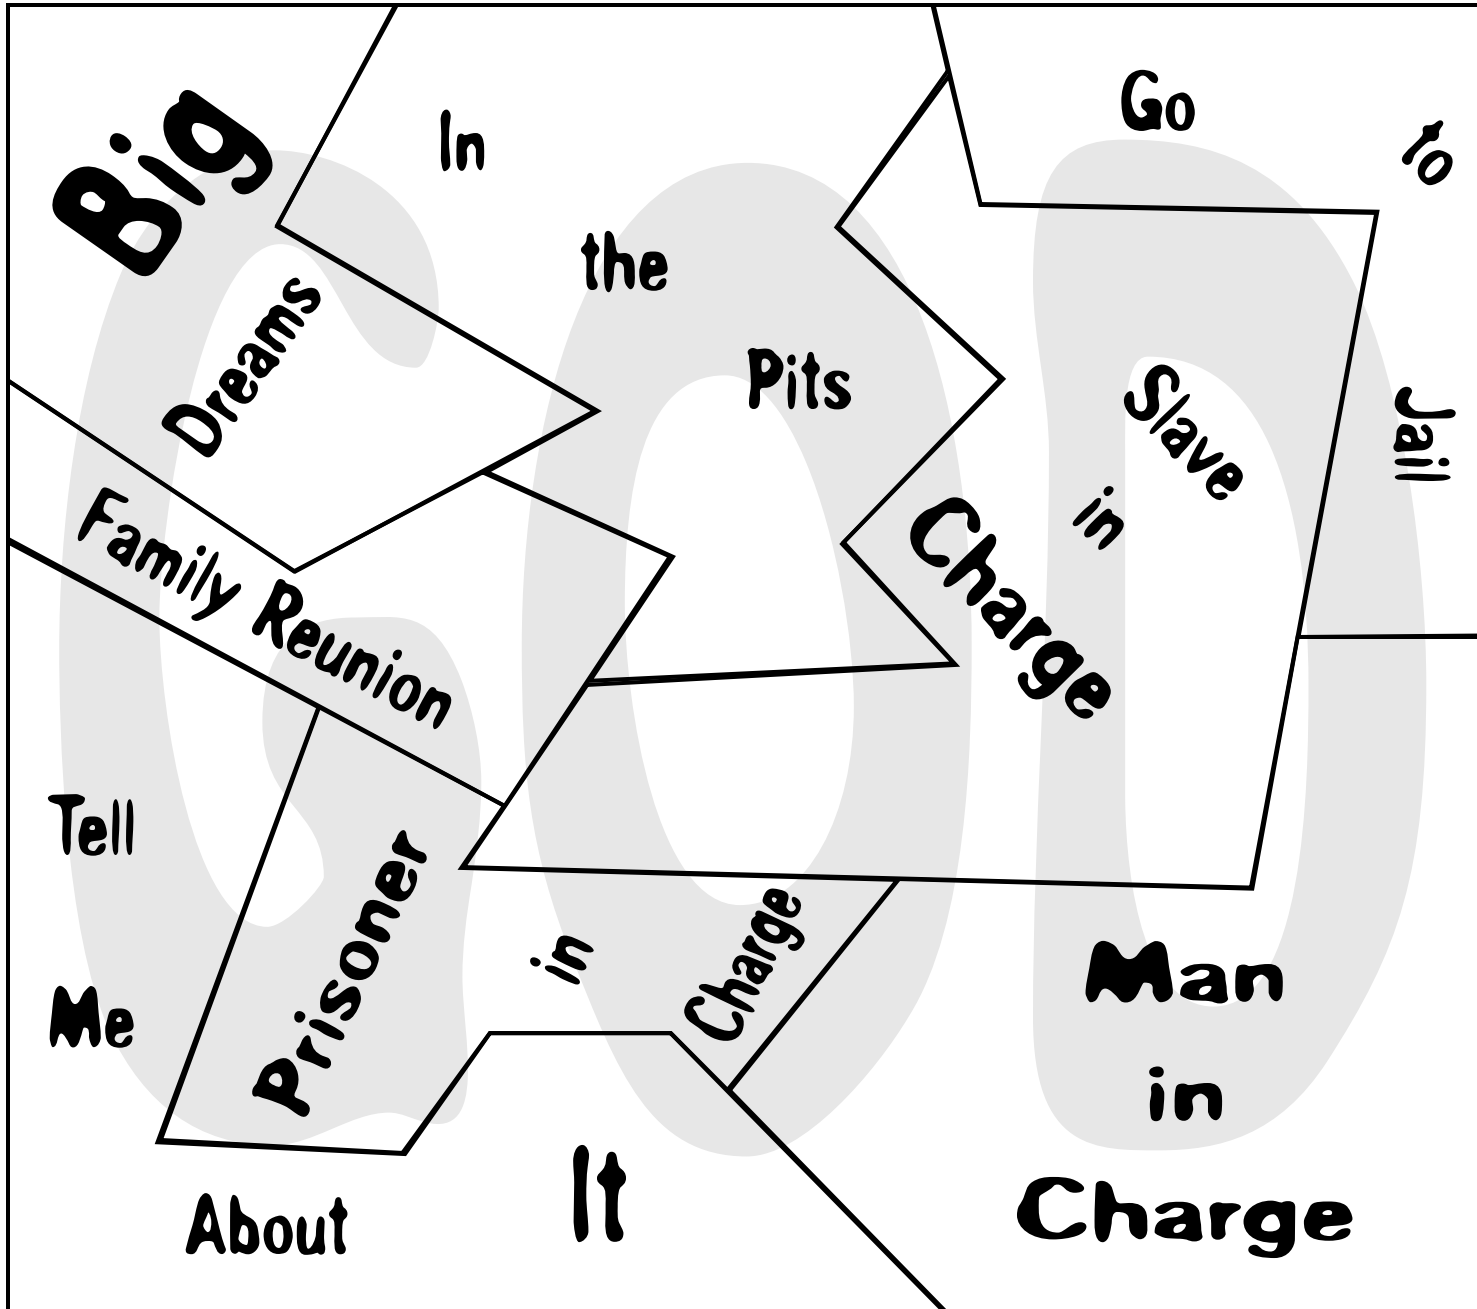 GOD
Big
Dreams
In
the
Pits
Go
to
Jail
Slave
in
Charge
Family Reunion
Tell
Me
About
It
Prisoner
in
Charge
Man
in
Charge